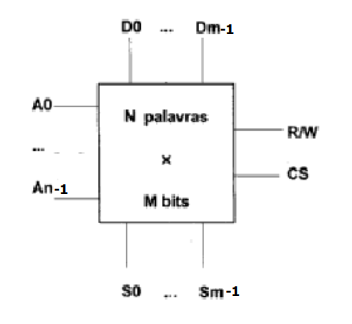 D0 ... Dm-1
A0
N palavras
R/W
...
x
CS
An-1
M bits
S0 ... Sm-1